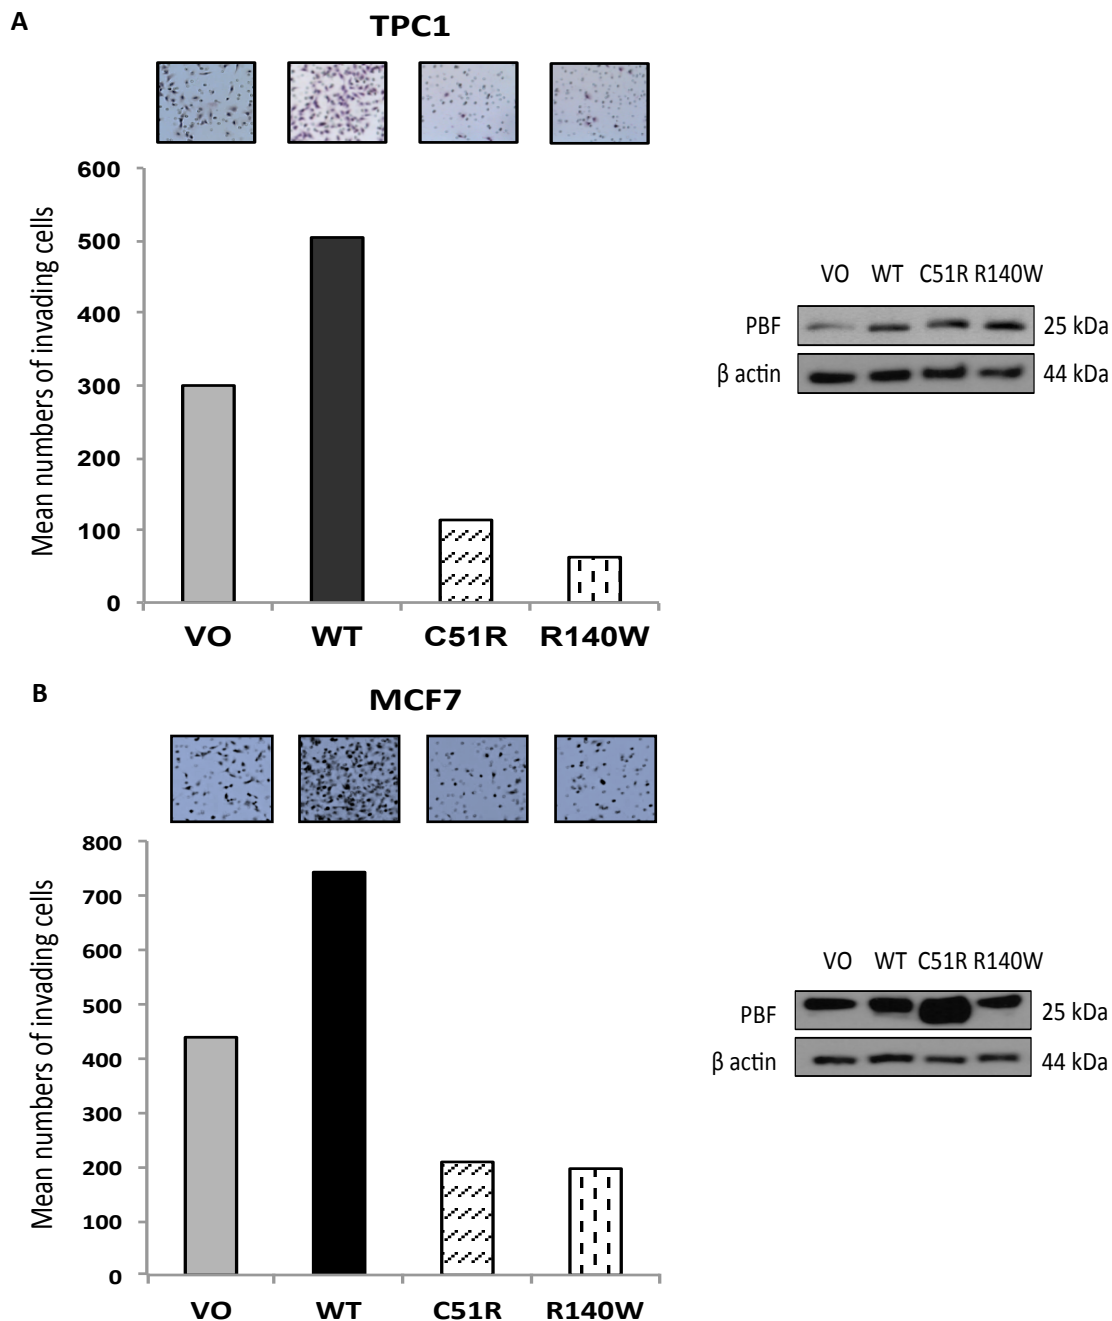 A
TPC1
600
500
400
300
200
100
0
Mean numbers of invading cells
VO WT C51R R140W
VO WT C51R R140W
PBF 25 kDa
β actin 44 kDa
B
MCF7
800
700
600
500
400
300
200
100
0
Mean numbers of invading cells
VO WT C51R R140W
VO WT C51R R140W
PBF 25 kDa
β actin 44 kDa